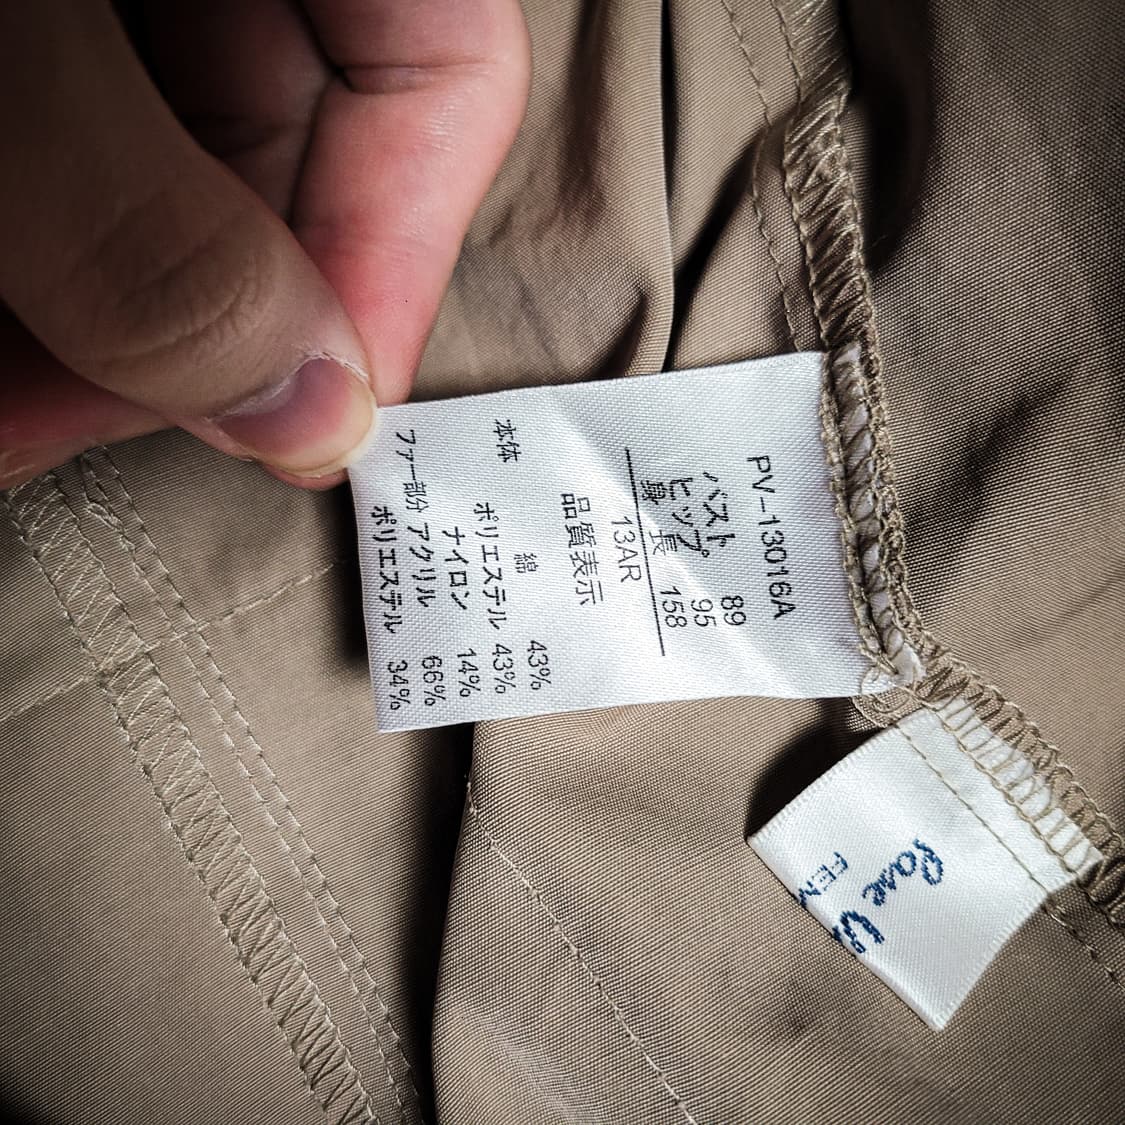 PV-13016A
バスト 89
ヒップ 95
身長 158
13AR
品質表示
綿 43%
本体 ポリエステル 43%
ナイロン 14%
ファー部分 アクリル 66%
ポリエステル 34%
Rose